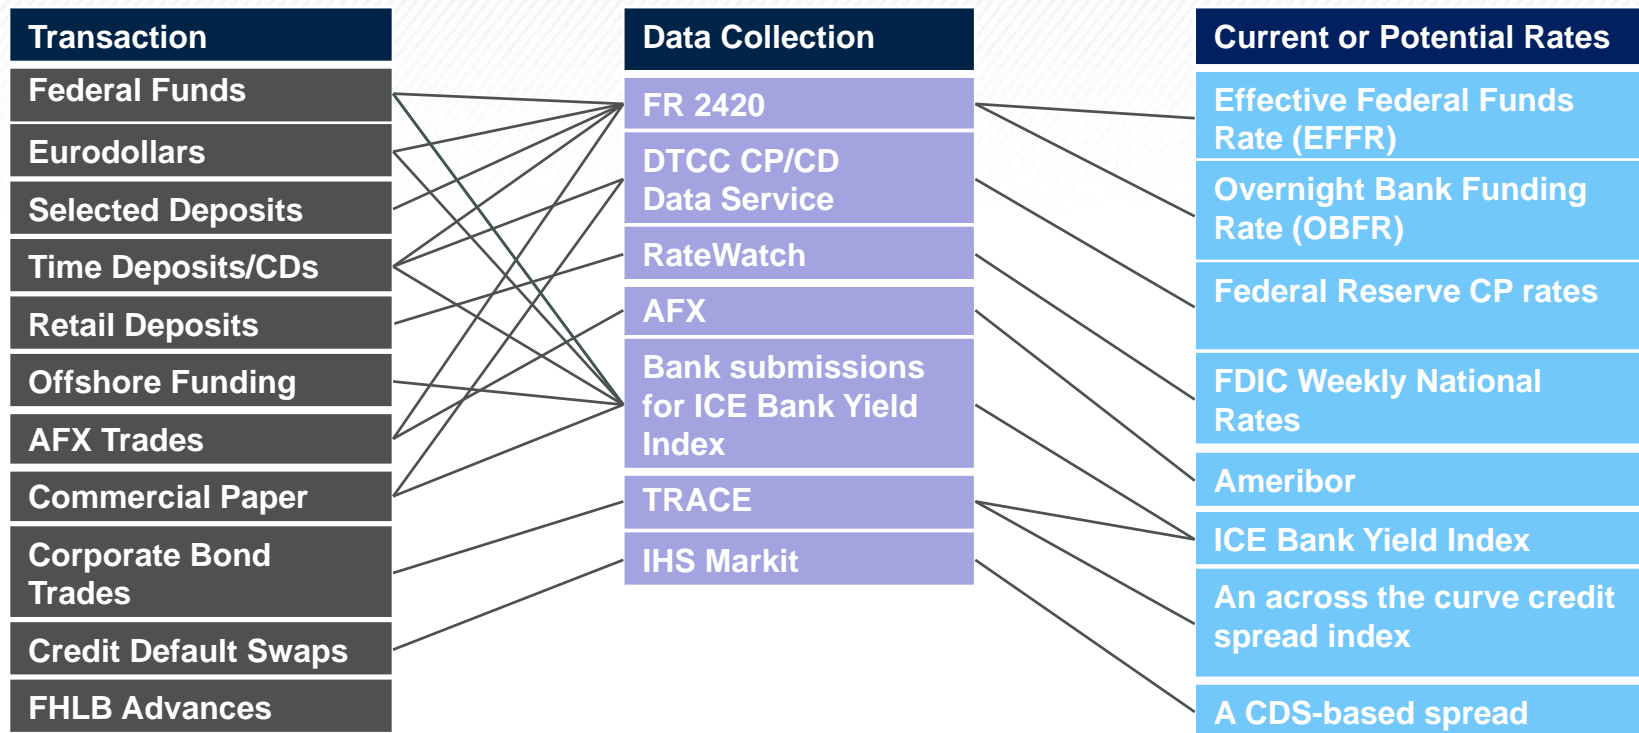 Transaction
Federal Funds
Eurodollars
Selected Deposits
Time Deposits/CDs
Retail Deposits
Offshore Funding
AFX Trades
Commercial Paper
Corporate Bond
Trades
Credit Default Swaps
FHLB Advances
Data Collection
FR 2420
DTCC CP/CD
Data Service
RateWatch
AFX
Bank submissions
for ICE Bank Yield
Index
TRACE
IHS Markit
Current or Potential Rates
Effective Federal Funds
Rate (EFFR)
Overnight Bank Funding
Rate (OBFR)
Federal Reserve CP rates
FDIC Weekly National
Rates
Ameribor
ICE Bank Yield Index
An across the curve credit
spread index
A CDS-based spread